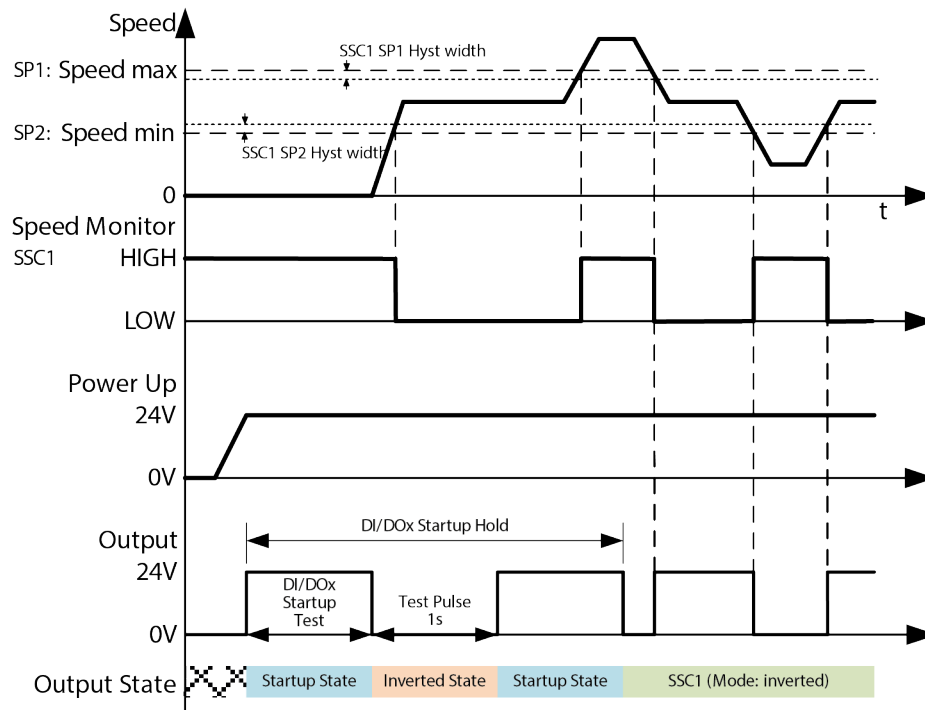 Speed
SSC1 SP1 Hyst width
SP1: Speed max
SP2: Speed min
SSC1 SP2 Hyst width
0
t
Speed Monitor
SSC1 HIGH
LOW
Power Up
24V
0V
DI/DOx Startup Hold
Output
24V
DI/DOx
Startup
Test
Test Pulse
1s
0V
Output State
Startup State
Inverted State
Startup State
SSC1 (Mode: inverted)